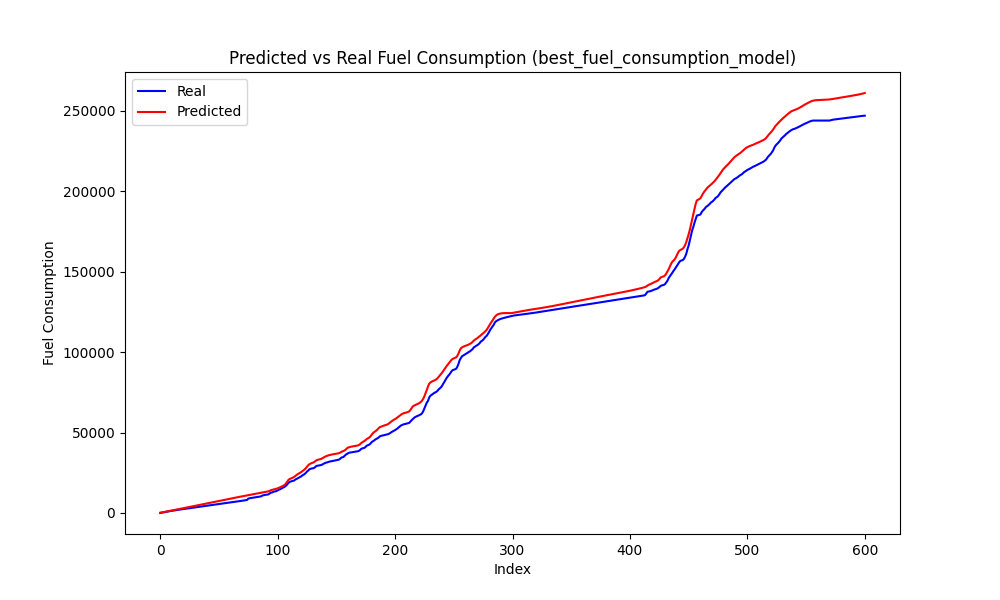 Predicted vs Real Fuel Consumption (best_fuel_consumption_model)
Real
Predicted
250000
200000
150000
100000
50000
0
Fuel Consumption
0 100 200 300 400 500 600
Index